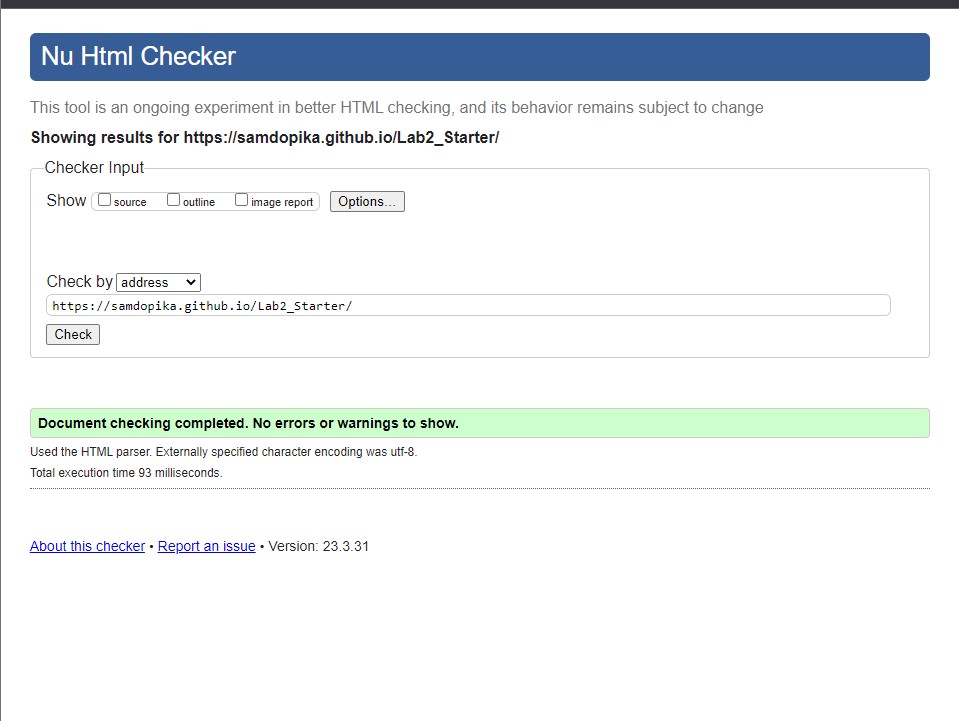 Nu Html Checker
This tool is an ongoing experiment in better HTML checking, and its behavior remains subject to change
Showing results for https://samdopika.github.io/Lab2_Starter/
Checker Input
Show source outline image report Options...
Check by address
https://samdopika.github.io/Lab2_Starter/
Check
Document checking completed. No errors or warnings to show.
Used the HTML parser. Externally specified character encoding was utf-8.
Total execution time 93 milliseconds.
About this checker • Report an issue • Version: 23.3.31